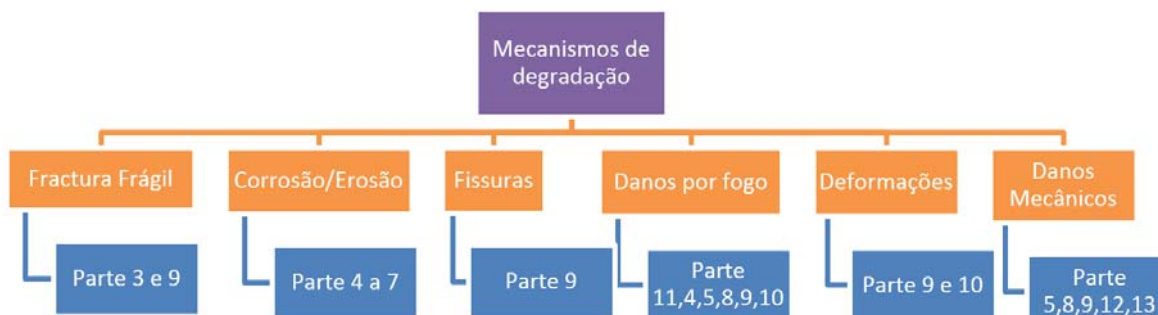 Mecanismos de
degradação
Fractura Frágil
Corrosão/Erosão
Fissuras
Danos por fogo
Deformações
Danos
Mecânicos
Parte 3 e 9
Parte 4 a 7
Parte 9
Parte
11,4,5,8,9,10
Parte 9 e 10
Parte
5,8,9,12,13